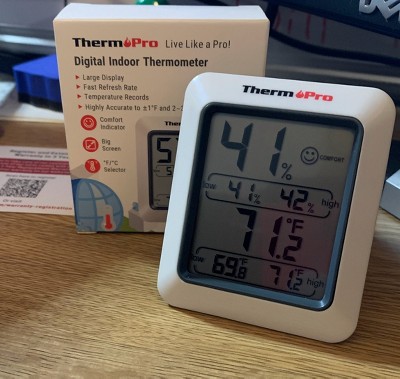 ThermoPro Live Like a Pro!
Digital Indoor Thermometer
Large Display
Fast Refresh Rate
Temperature Records
Highly Accurate to ±1°F and 2-
Comfort
Indicator
Big
Screen
°F/°C
Selector
ThermoPro
41%
COMFORT
low 41% 42% high
71.2°F
low 69.8 71.2 high